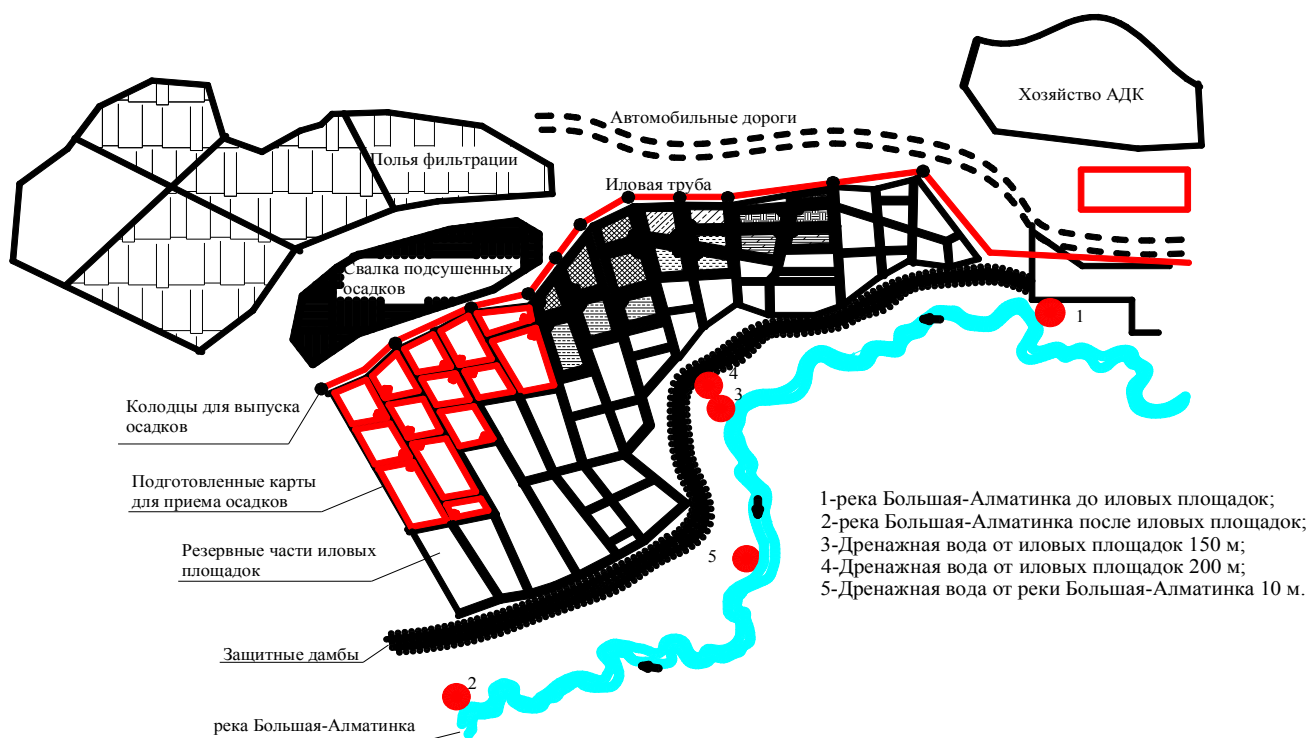 Хозяйство АДК
Автомобильные дороги
Полья фильтрации
Иловая труба
Свалка подсушенных
осадков
1
4
3
Колодцы для выпуска
осадков
Подготовленные карты
для приема осадков
Резервные части иловых
площадок
5
1-река Большая-Алматинка до иловых площадок;
2-река Большая-Алматинка после иловых площадок;
3-Дренажная вода от иловых площадок 150 м;
4-Дренажная вода от иловых площадок 200 м;
5-Дренажная вода от реки Большая-Алматинка 10 м.
Защитные дамбы
2
река Большая-Алматинка